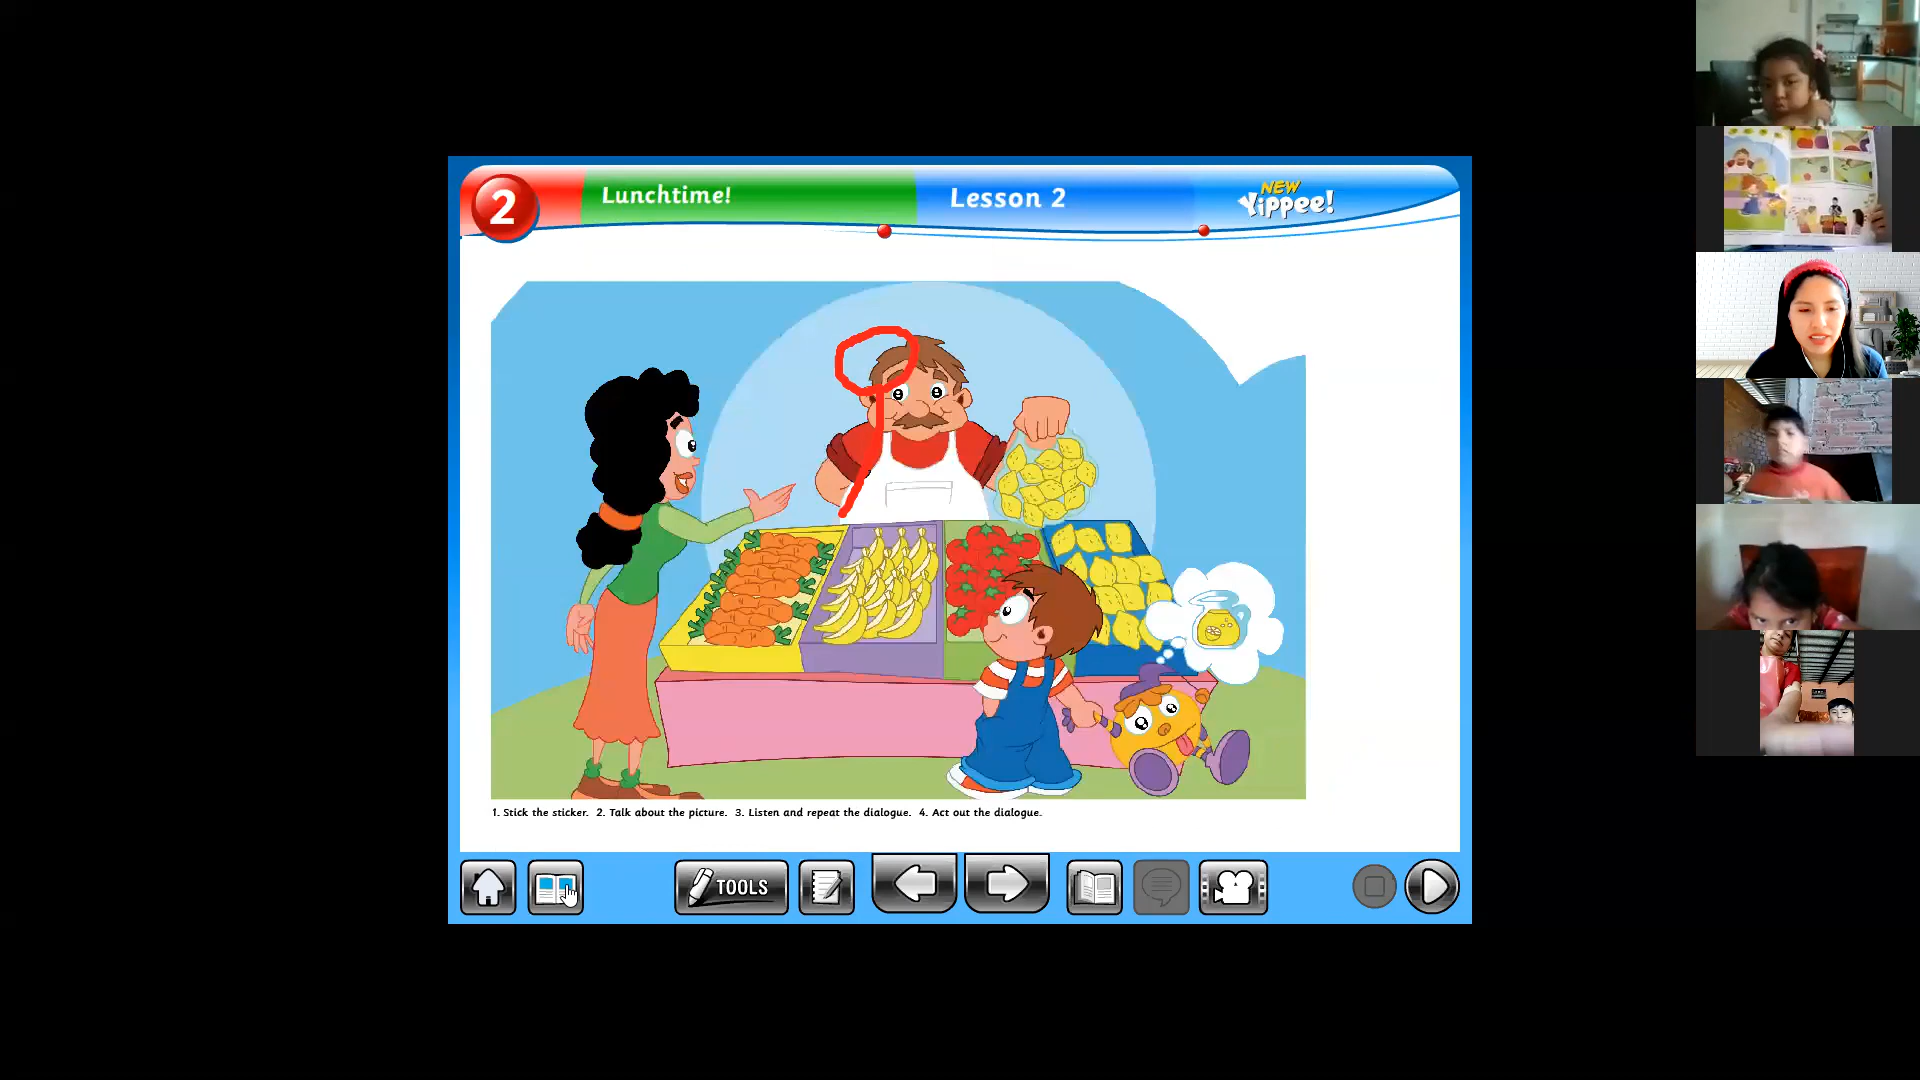 2
Lunchtime!
Lesson 2
NEW
Yippee!
1. Stick the sticker. 2. Talk about the picture. 3. Listen and repeat the dialogue. 4. Act out the dialogue.
TOOLS